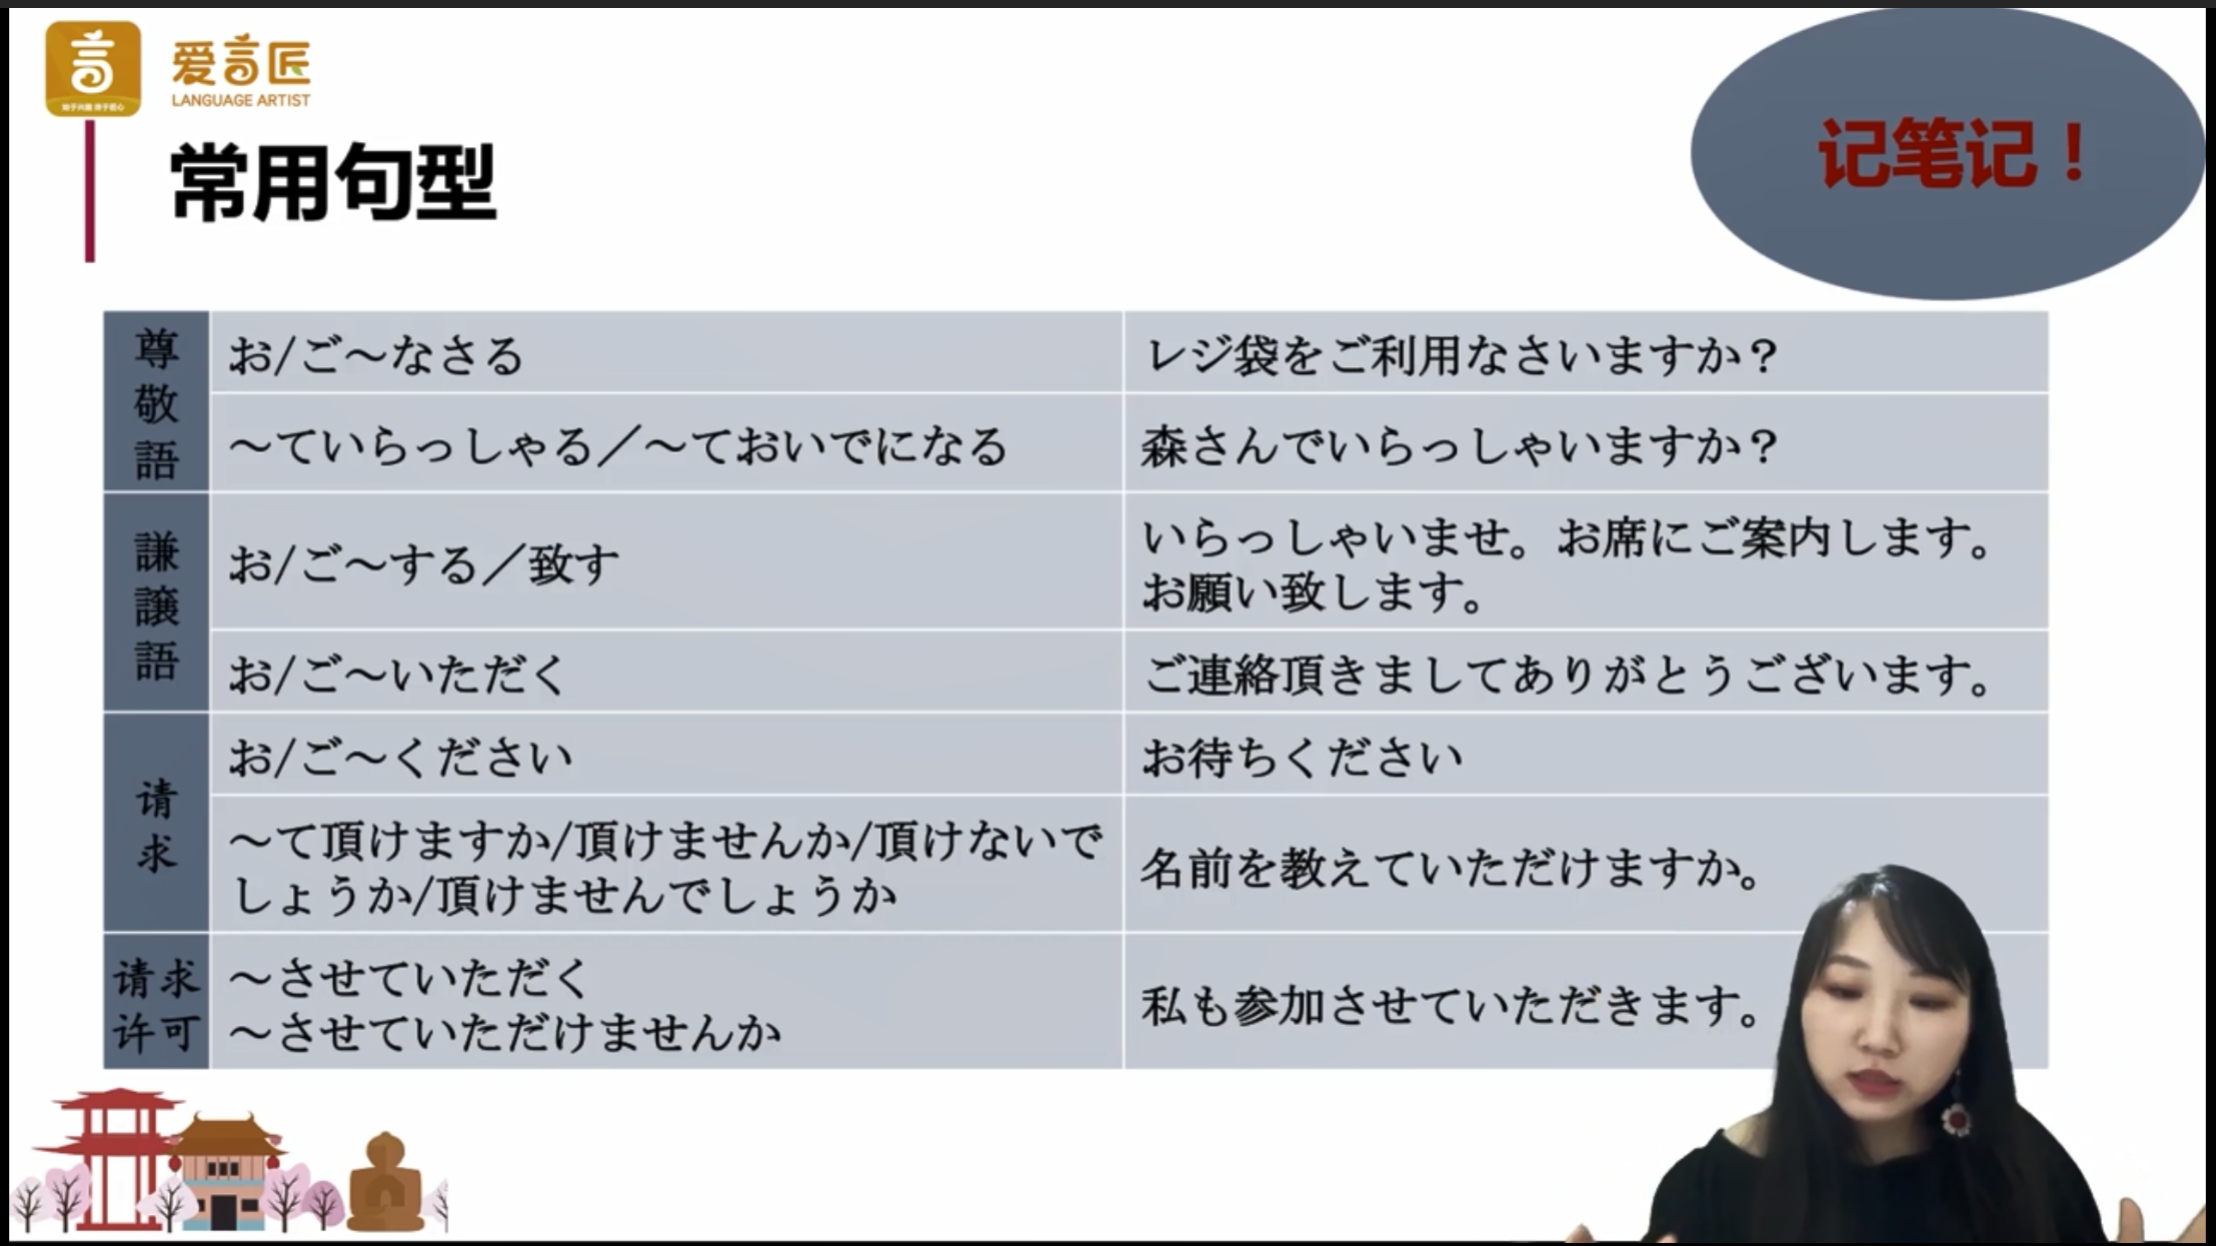 言
始于兴趣 终于匠心
爱言匠
LANGUAGE ARTIST
常用句型
记笔记！
尊敬語
お/ご～なさる
レジ袋をご利用なさいますか？
～ていらっしゃる／～ておいでになる
森さんでいらっしゃいますか？
謙譲語
お/ご～する／致す
いらっしゃいませ。お席にご案内します。
お願い致します。
お/ご～いただく
ご連絡頂きましてありがとうございます。
请求
お/ご～ください
お待ちください
～て頂けますか/頂けませんか/頂けないで
しょうか/頂けませんでしょうか
名前を教えていただけますか。
请求
许可
～させていただく
～させていただけませんか
私も参加させていただきます。